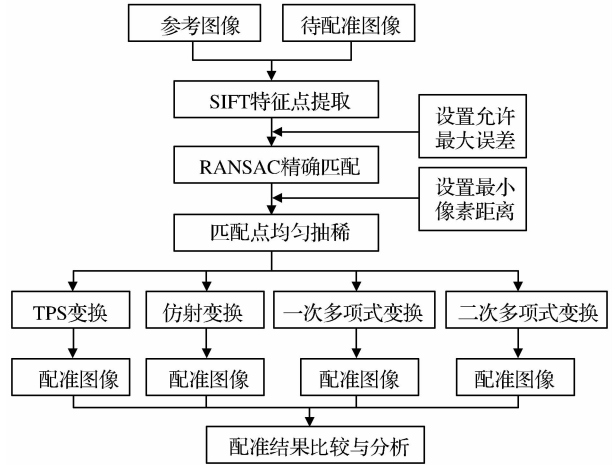 参考图像
待配准图像
SIFT特征点提取
设置允许
最大误差
RANSAC精确匹配
设置最小
像素距离
匹配点均匀抽稀
TPS变换
仿射变换
一次多项式变换
二次多项式变换
配准图像
配准图像
配准图像
配准图像
配准结果比较与分析